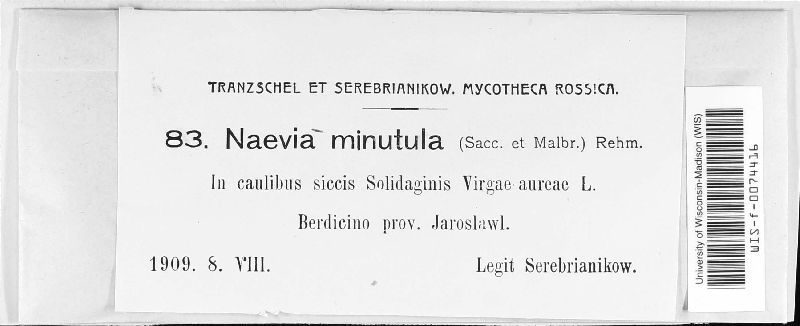 TRANZSCHEL ET SEREBRIANIKOW. MYCOTHECA ROSSICA.
83. Naevia minutula (Sacc. et Malbr.) Rehm.
In caulibus siccis Solidaginis Virgae aureae L.
Berdicino prov. Jaroslawl.
1909. 8. VIII. Legit Serebrianikow.
University of Wisconsin-Madison (WIS)
WIS-f-0074416